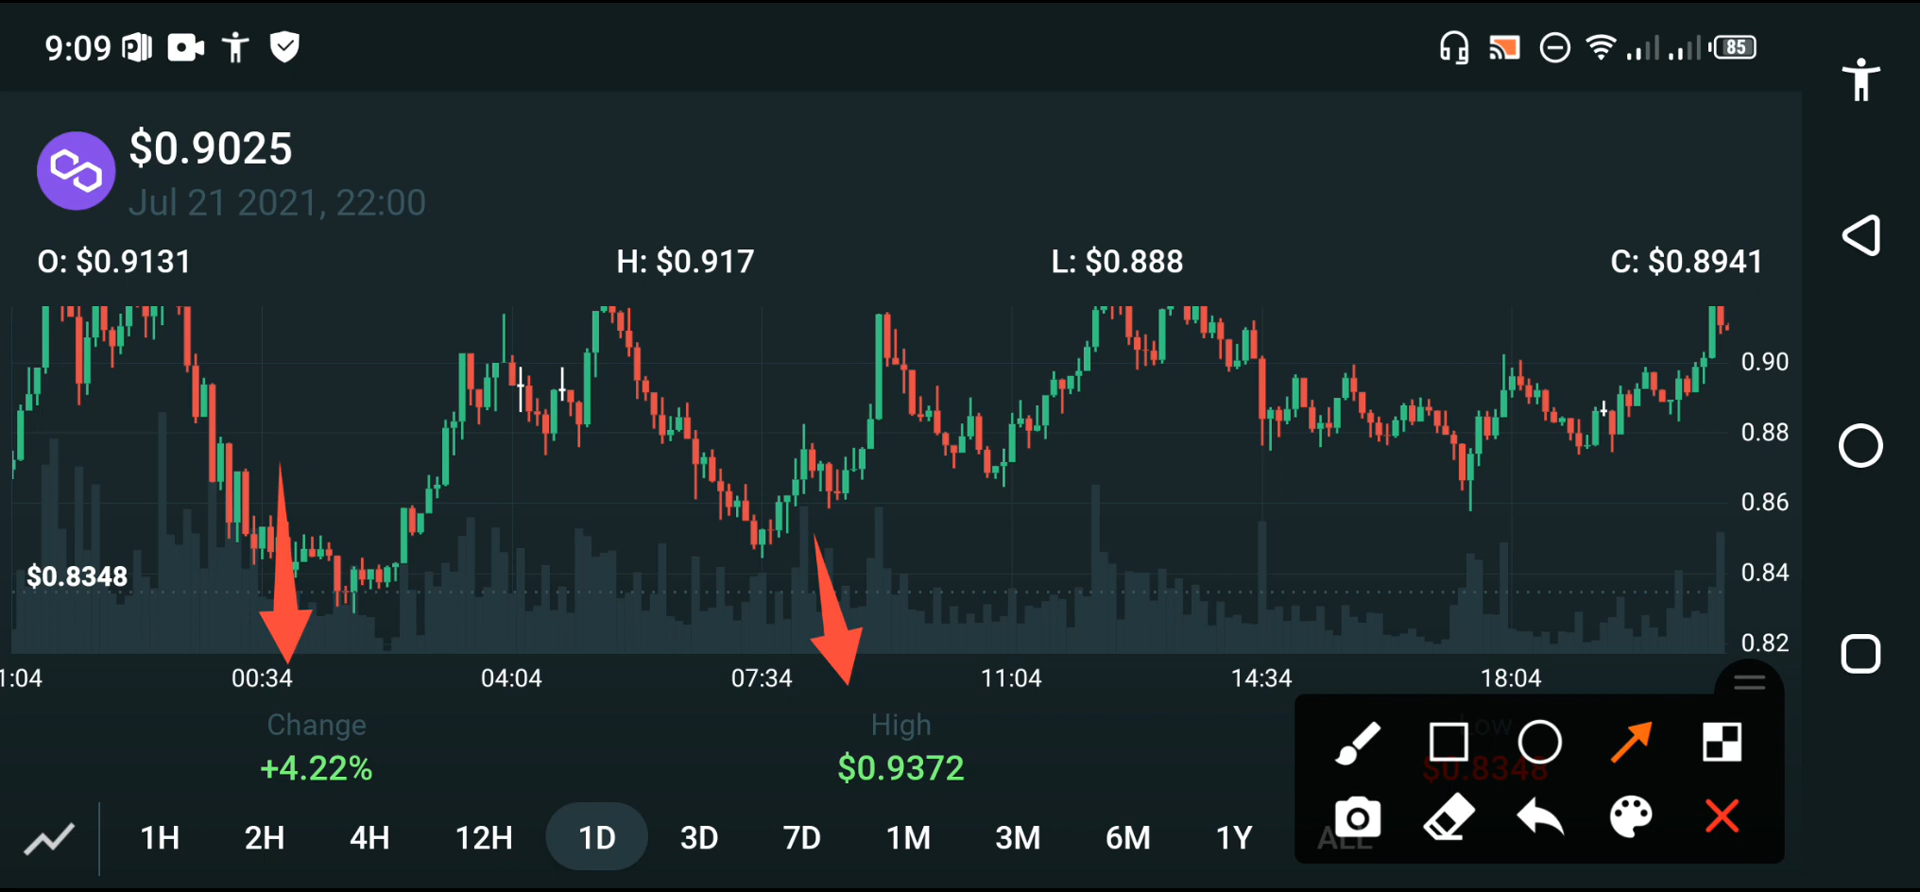 9:09
85
$0.9025
Jul 21 2021, 22:00
O: $0.9131 H: $0.917 L: $0.888 C: $0.8941
0.90
0.88
0.86
$0.8348
0.84
0.82
1:04 00:34 04:04 07:34 11:04 14:34 18:04
Change High Low
+4.22% $0.9372 $0.8348
1H 2H 4H 12H 1D 3D 7D 1M 3M 6M 1Y ALL